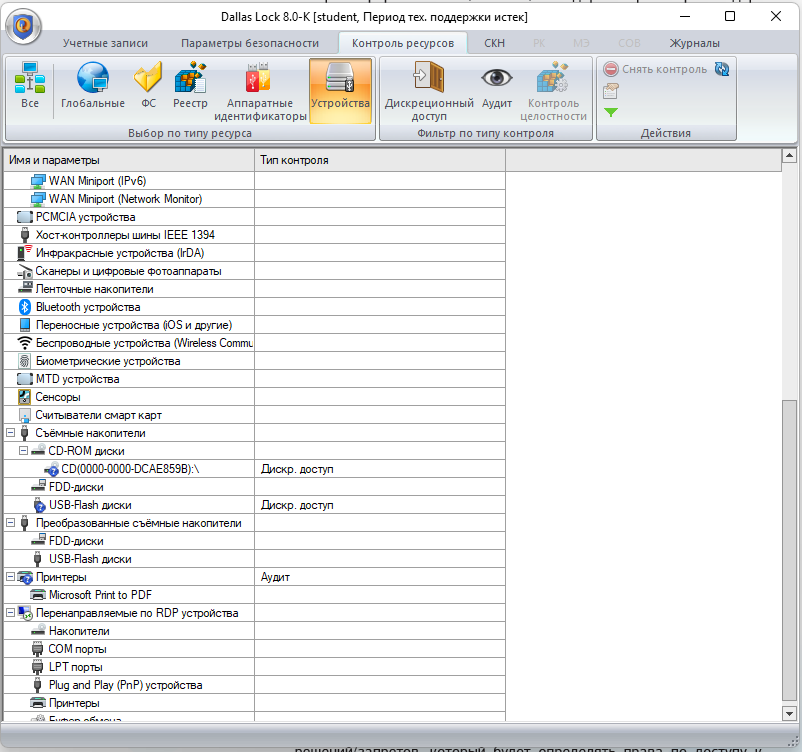 Dallas Lock 8.0-K [student, Период тех. поддержки истек]
Учетные записи Параметры безопасности Контроль ресурсов СКН РК МЭ СОВ Журналы
Все Глобальные ФС Реестр Аппаратные идентификаторы Устройства
Выбор по типу ресурса
Дискреционный доступ Аудит Контроль целостности
Фильтр по типу контроля
Снять контроль
Действия
Имя и параметры Тип контроля
WAN Miniport (IPv6)
WAN Miniport (Network Monitor)
PCMCIA устройства
Хост-контроллеры шины IEEE 1394
Инфракрасные устройства (IrDA)
Сканеры и цифровые фотоаппараты
Ленточные накопители
Bluetooth устройства
Переносные устройства (iOS и другие)
Беспроводные устройства (Wireless Commu
Биометрические устройства
MTD устройства
Сенсоры
Считыватели смарт карт
Съёмные накопители
CD-ROM диски
CD(0000-0000-DCAE859B):\ Дискр. доступ
FDD-диски
USB-Flash диски Дискр. доступ
Преобразованные съёмные накопители
FDD-диски
USB-Flash диски
Принтеры Аудит
Microsoft Print to PDF
Перенаправляемые по RDP устройства
Накопители
COM порты
LPT порты
Plug and Play (PnP) устройства
Принтеры
Буфер обмена
решений/запретов, который будет определять права по доступу к